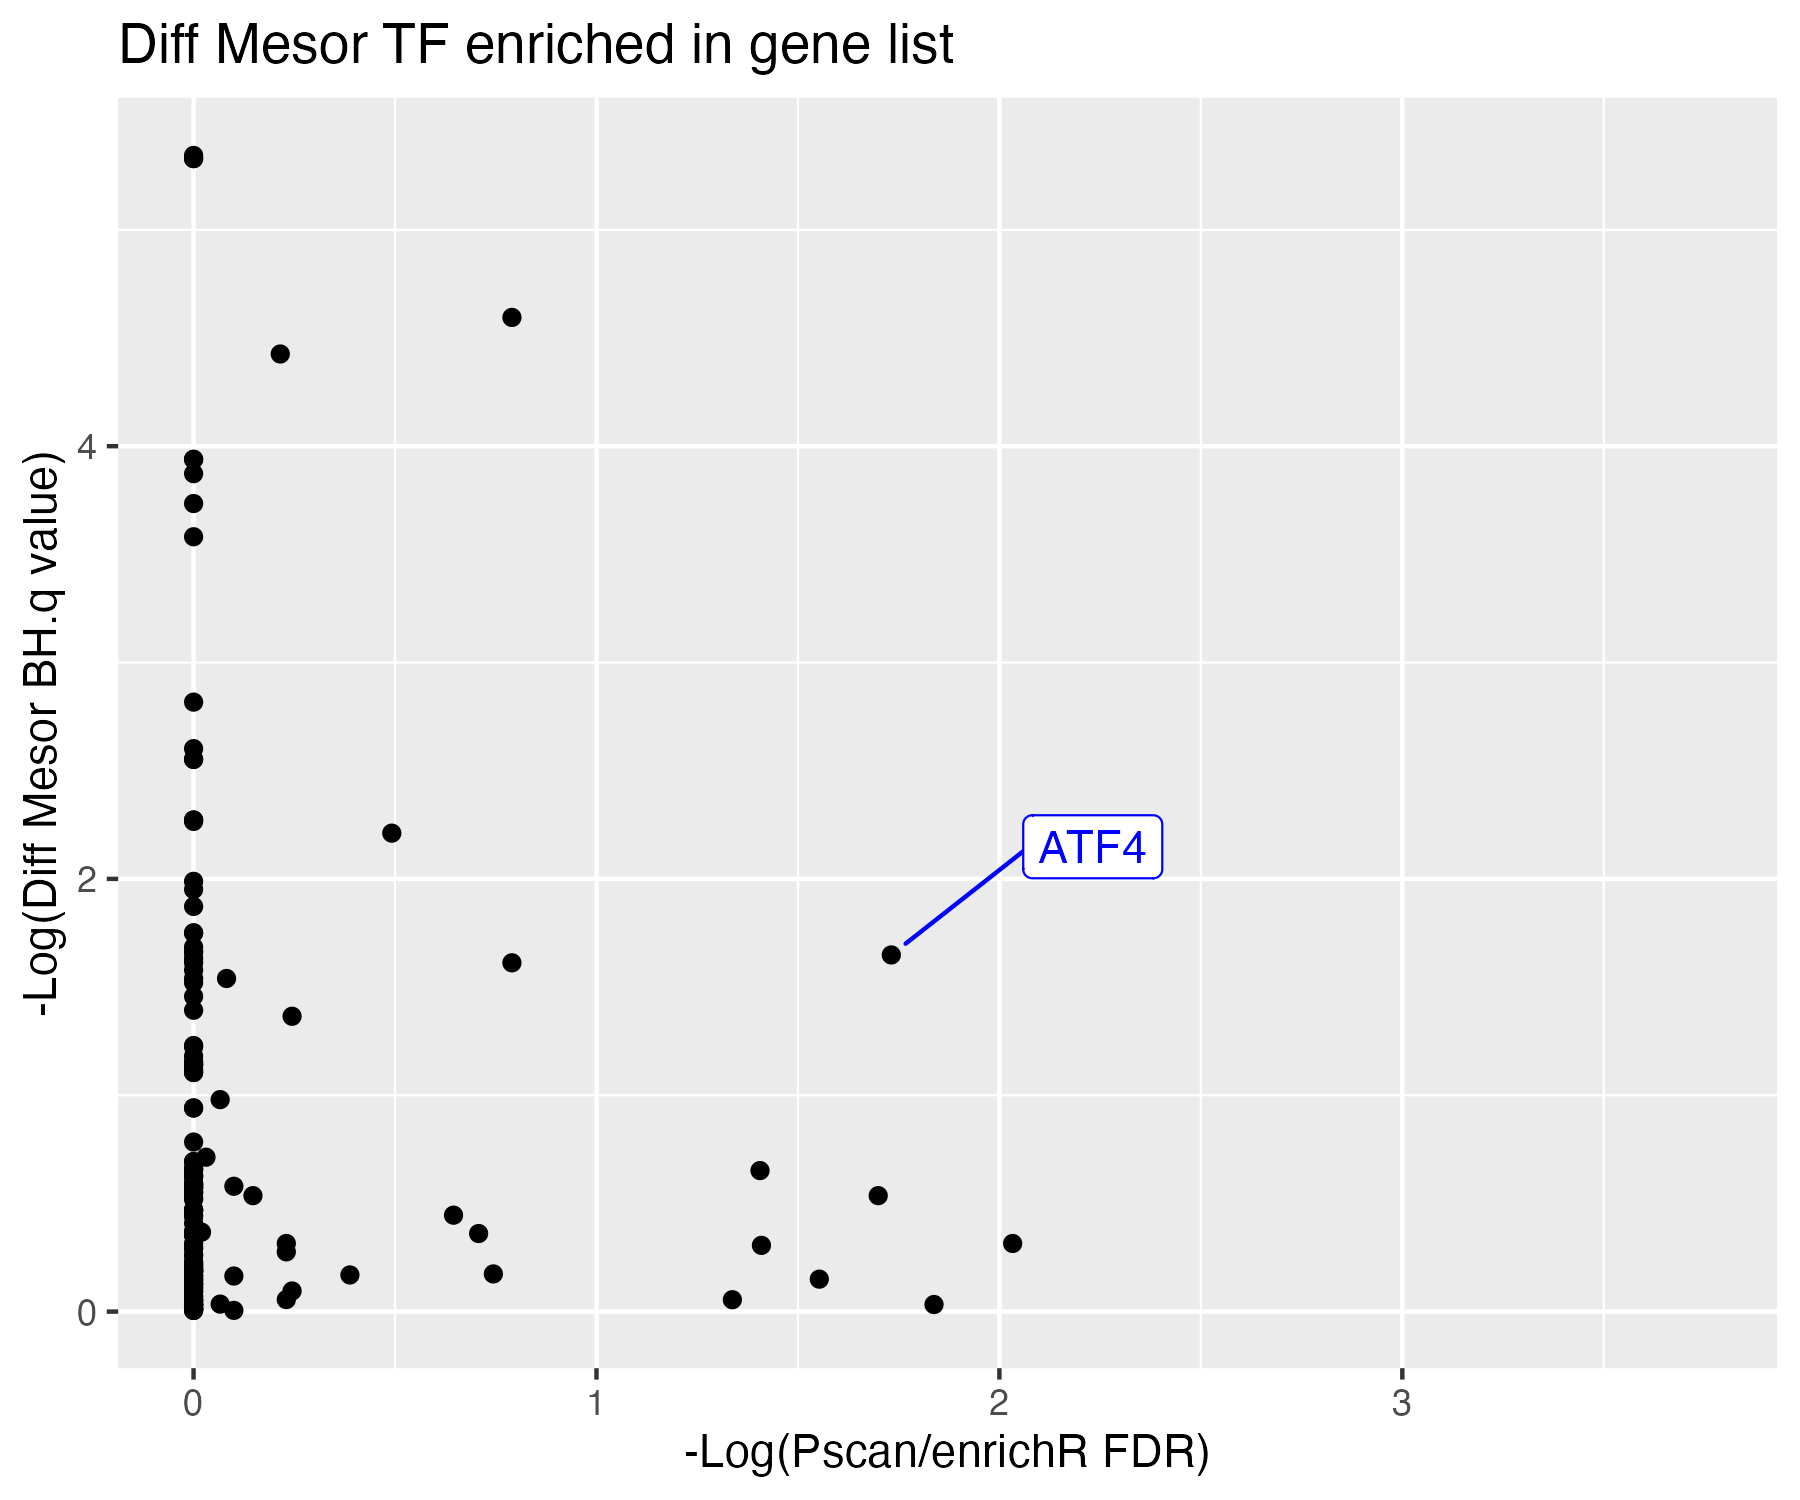 Diff Mesor TF enriched in gene list
-Log(Diff Mesor BH.q value)
4
2
0
ATF4
0
1
2
3
-Log(Pscan/enrichR FDR)